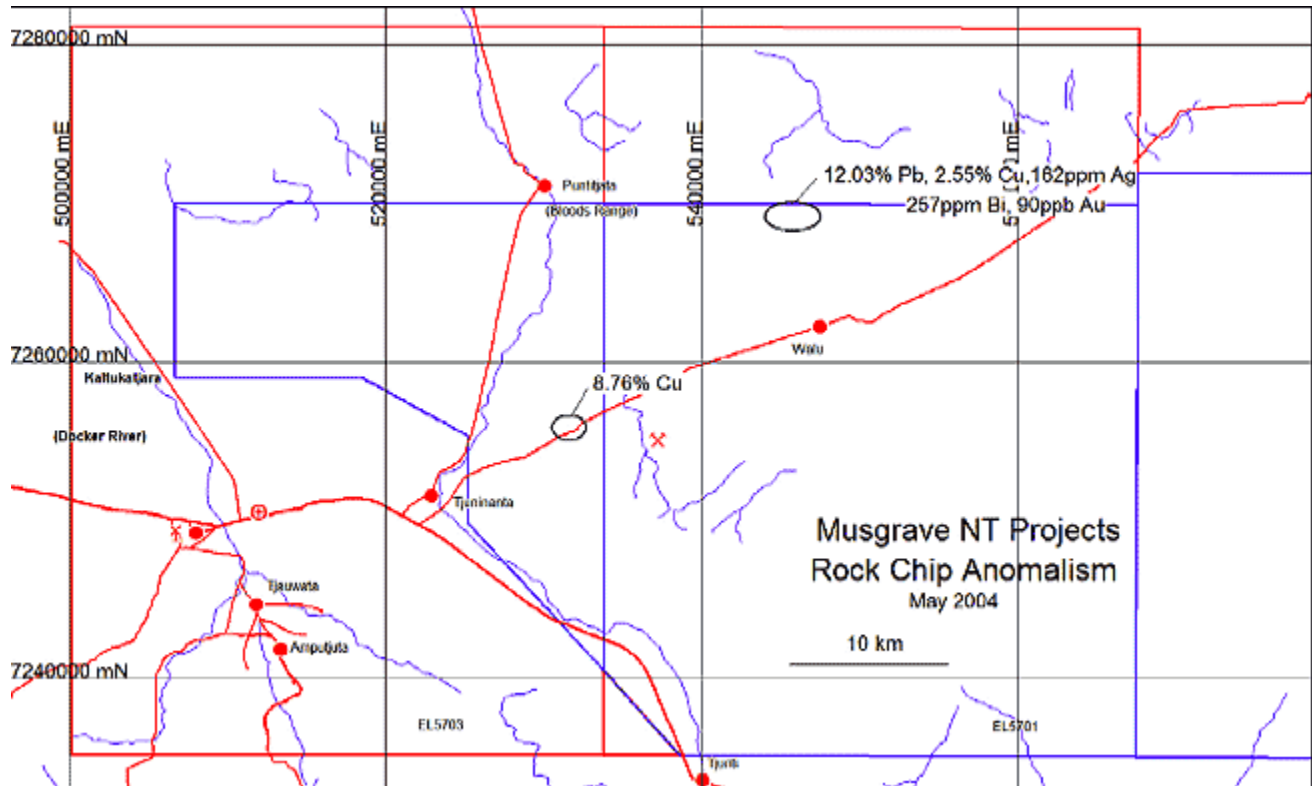 7280000 mN
500000 mE
520000 mE
540000 mE
12.03% Pb, 2.55% Cu,162ppm Ag
257ppm Bi, 90ppb Au
Puntitjata
(Bloods Range)
Walu
7260000 mN
Kaltukatjara
8.76% Cu
(Docker River)
Tjuninanta
Musgrave NT Projects
Rock Chip Anomalism
May 2004
Tjauwata
10 km
Amputjuta
7240000 mN
EL5703
EL5701